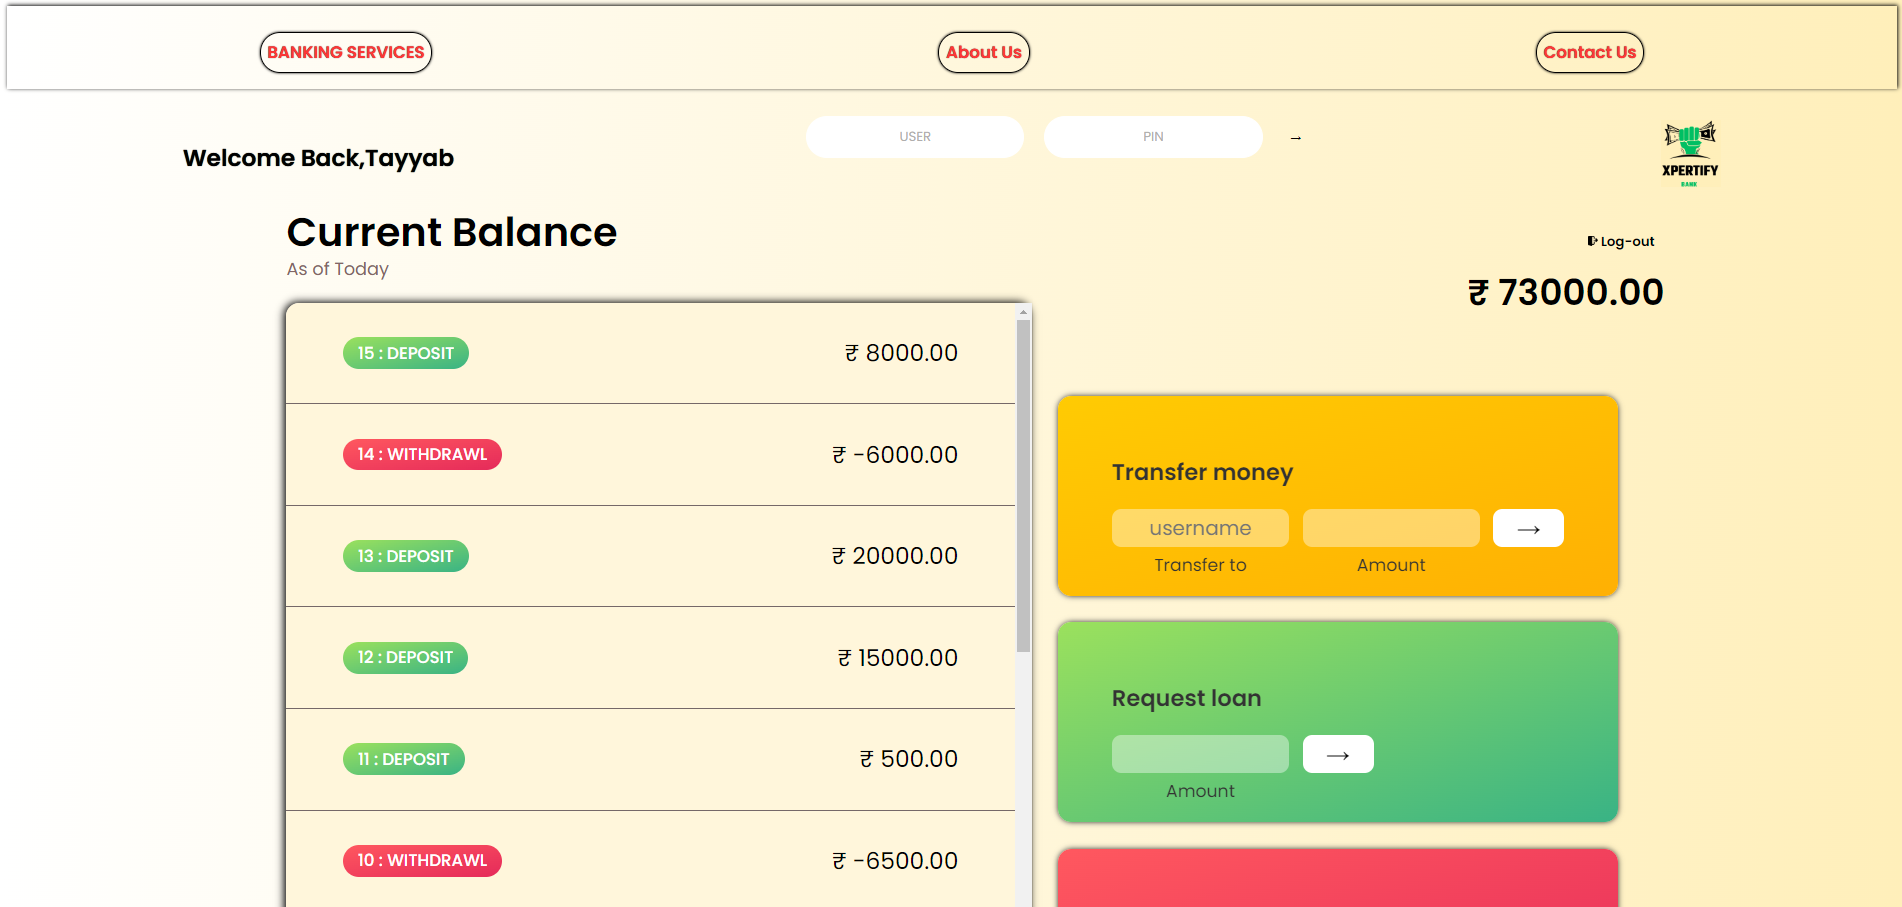 BANKING SERVICES
About Us
Contact Us
USER
PIN
→
Welcome Back,Tayyab
XPERTIFY
BANK
Current Balance
As of Today
Log-out
₹ 73000.00
15 : DEPOSIT
₹ 8000.00
14 : WITHDRAWL
₹ -6000.00
13 : DEPOSIT
₹ 20000.00
12 : DEPOSIT
₹ 15000.00
11 : DEPOSIT
₹ 500.00
10 : WITHDRAWL
₹ -6500.00
Transfer money
username
→
Transfer to
Amount
Request loan
→
Amount